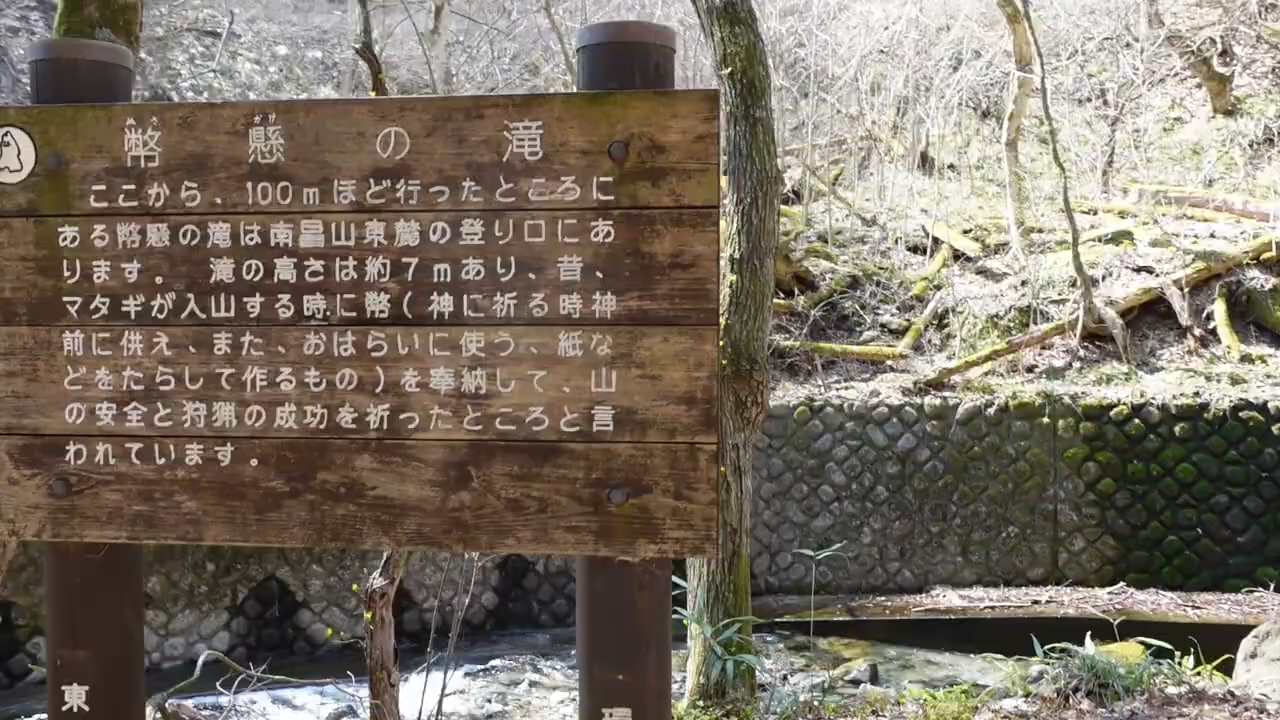 ぬさ がけ
幣懸の滝
ここから、100mほど行ったところに
ある幣懸の滝は南昌山東麓の登り口にあ
ります。 滝の高さは約7mあり、昔、
マタギが入山する時に幣(神に祈る時神
前に供え、また、おはらいに使う、紙な
どをたらして作るもの)を奉納して、山
の安全と狩猟の成功を祈ったところと言
われています。
東
環